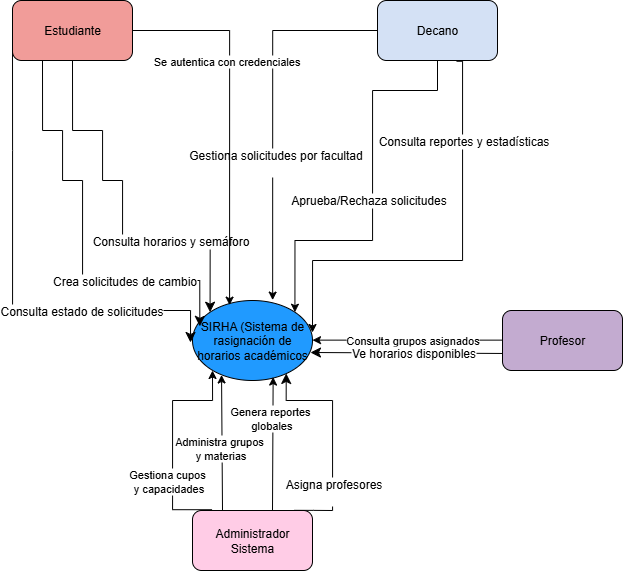 Estudiante
Decano
Se autentica con credenciales
Consulta reportes y estadísticas
Gestiona solicitudes por facultad
Aprueba/Rechaza solicitudes
Consulta horarios y semáforo
Crea solicitudes de cambio
Consulta estado de solicitudes
SIRHA (Sistema de
rasignación de
horarios académicos
Consulta grupos asignados
Ve horarios disponibles
Profesor
Genera reportes
globales
Administra grupos
y materias
Gestiona cupos
y capacidades
Asigna profesores
Administrador
Sistema